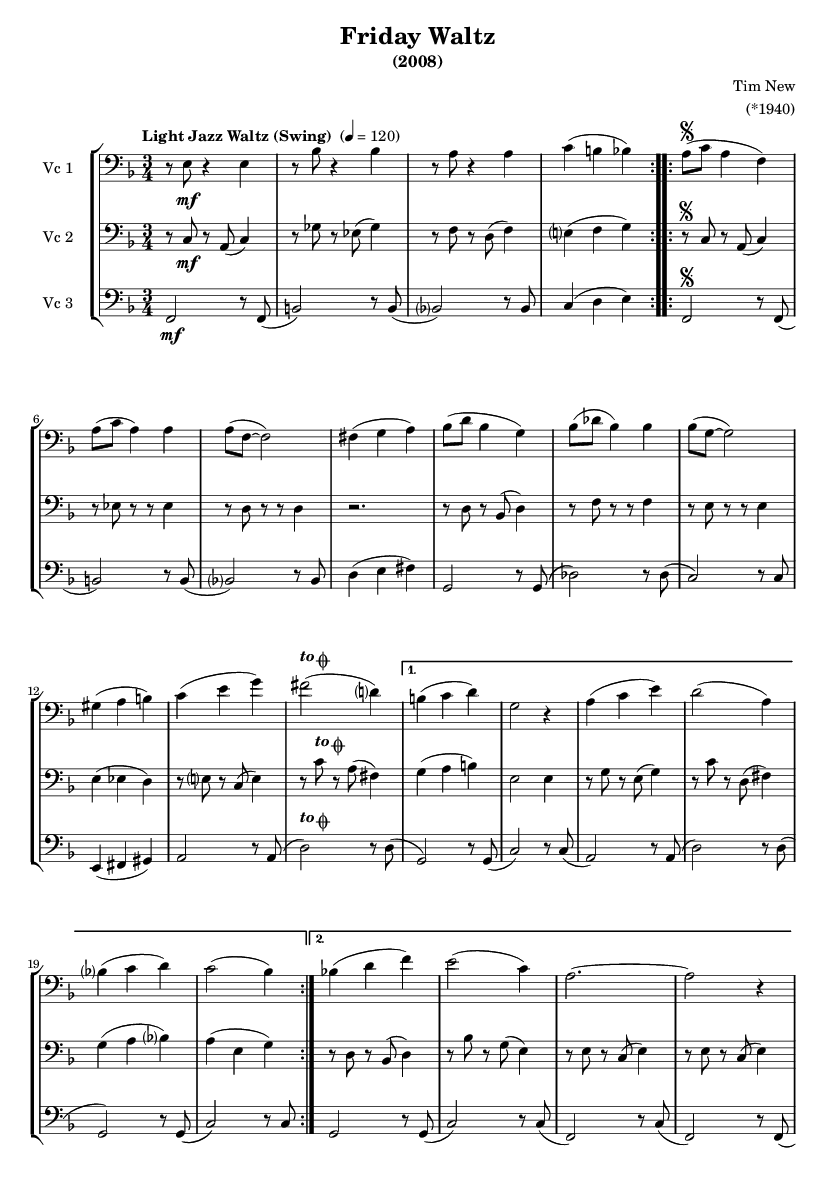 Friday Waltz
(2008)
Tim New
(*1940)
Light Jazz Waltz (Swing) (♩ = 120)
Vc 1
mf
Vc 2
mf
Vc 3
mf
6
12
to
1.
to
to
19
2.